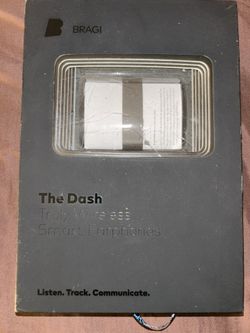 BRAGI
The Dash
Truly Wireless
Smart Earphones
Listen. Track. Communicate.